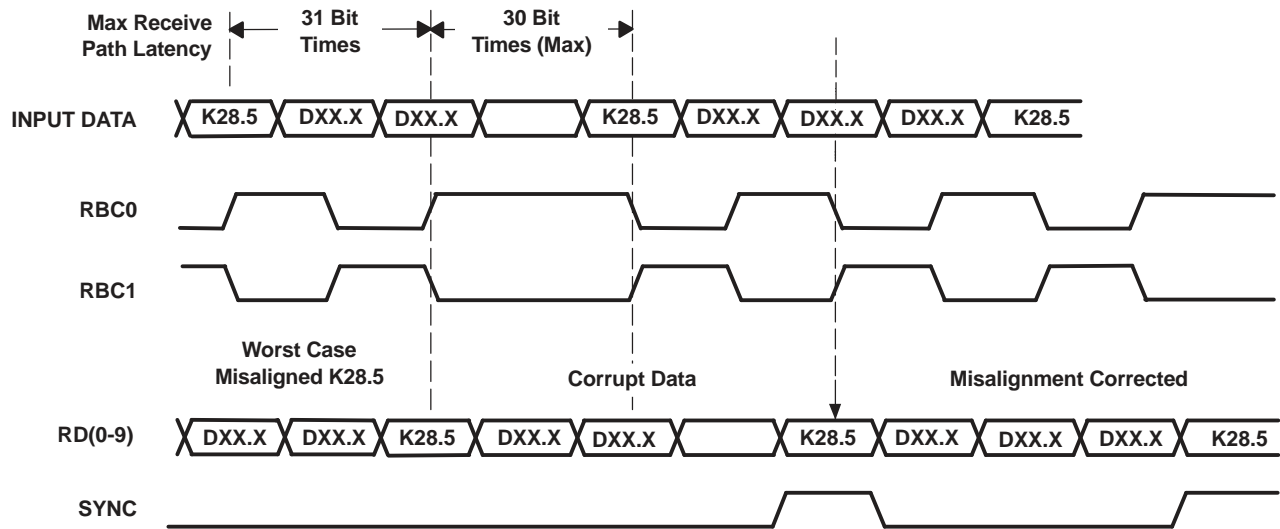 Max Receive
Path Latency
31 Bit
Times
30 Bit
Times (Max)
INPUT DATA
K28.5
DXX.X
DXX.X
K28.5
DXX.X
DXX.X
DXX.X
K28.5
RBC0
RBC1
Worst Case
Misaligned K28.5
Corrupt Data
Misalignment Corrected
RD(0-9)
DXX.X
DXX.X
K28.5
DXX.X
DXX.X
K28.5
DXX.X
DXX.X
DXX.X
K28.5
SYNC